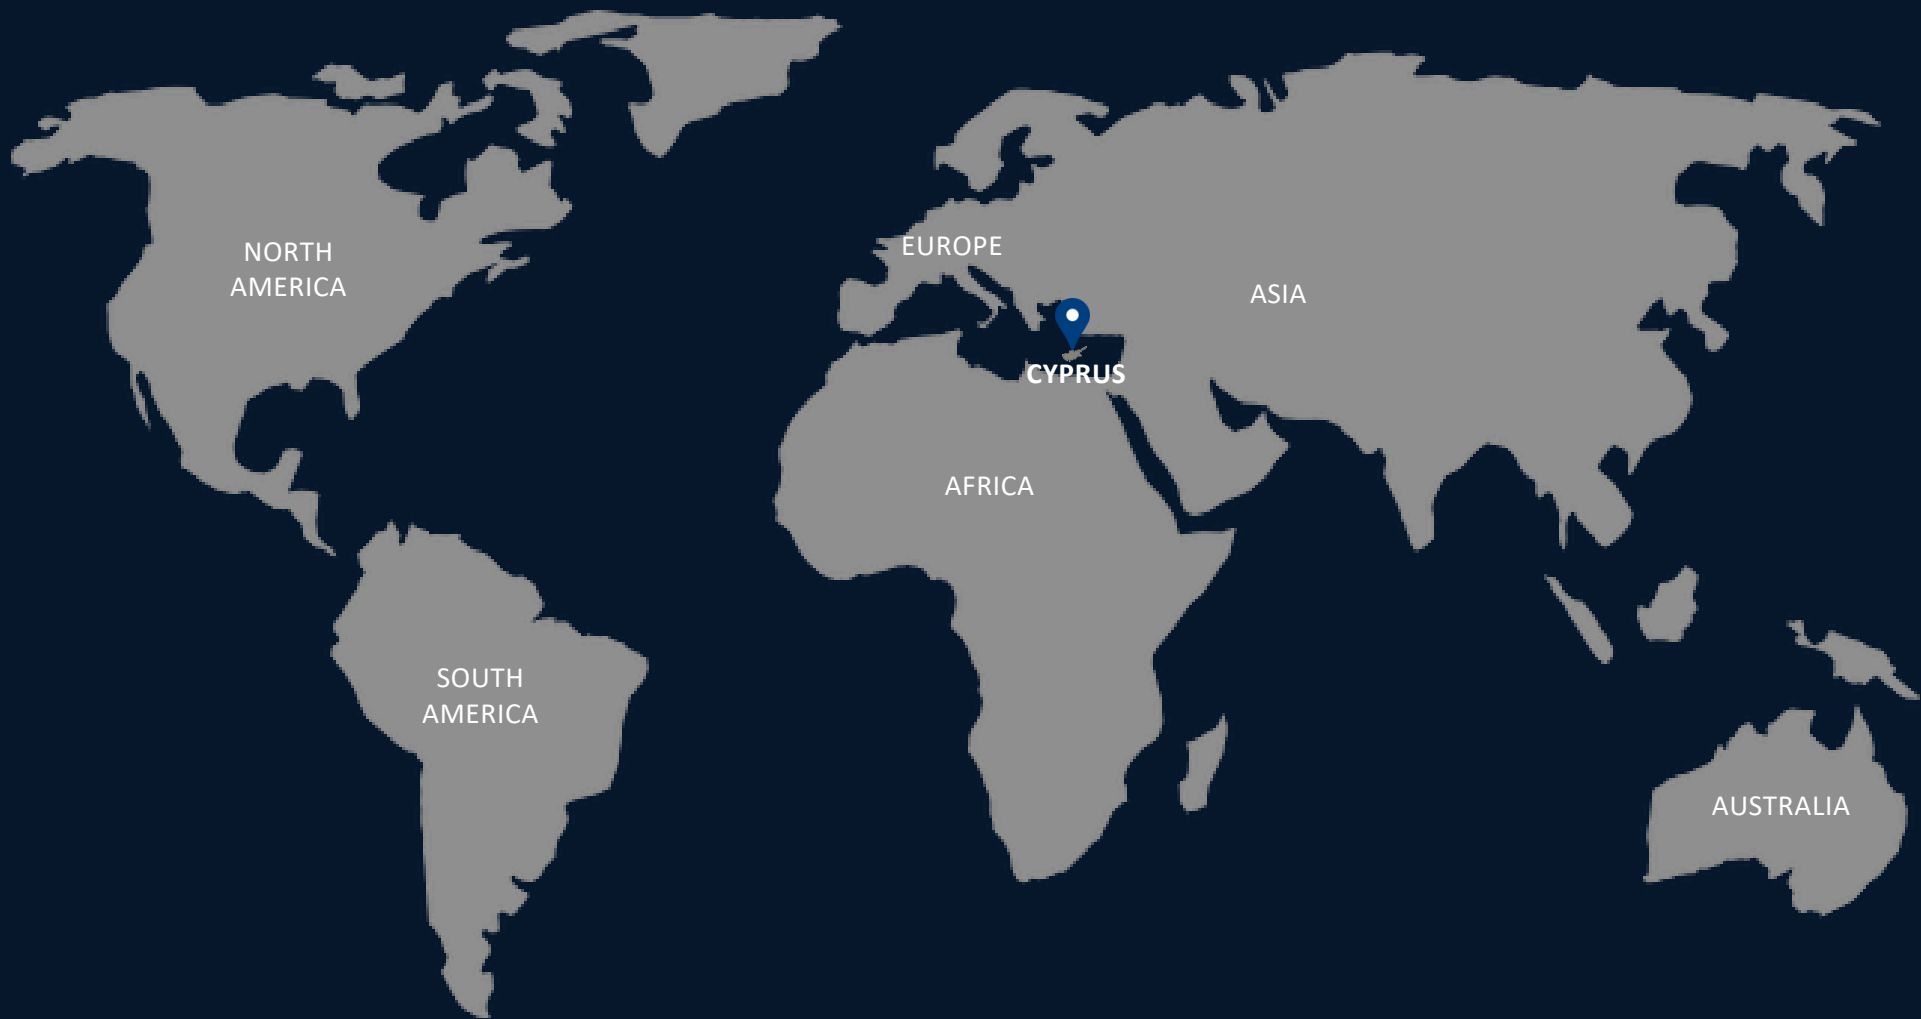 NORTH
AMERICA
EUROPE
ASIA
CYPRUS
AFRICA
SOUTH
AMERICA
AUSTRALIA